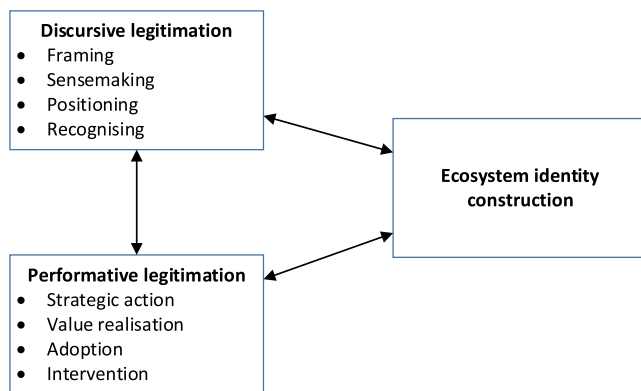 Discursive legitimation
• Framing
• Sensemaking
• Positioning
• Recognising
Ecosystem identity
construction
Performative legitimation
• Strategic action
• Value realisation
• Adoption
• Intervention